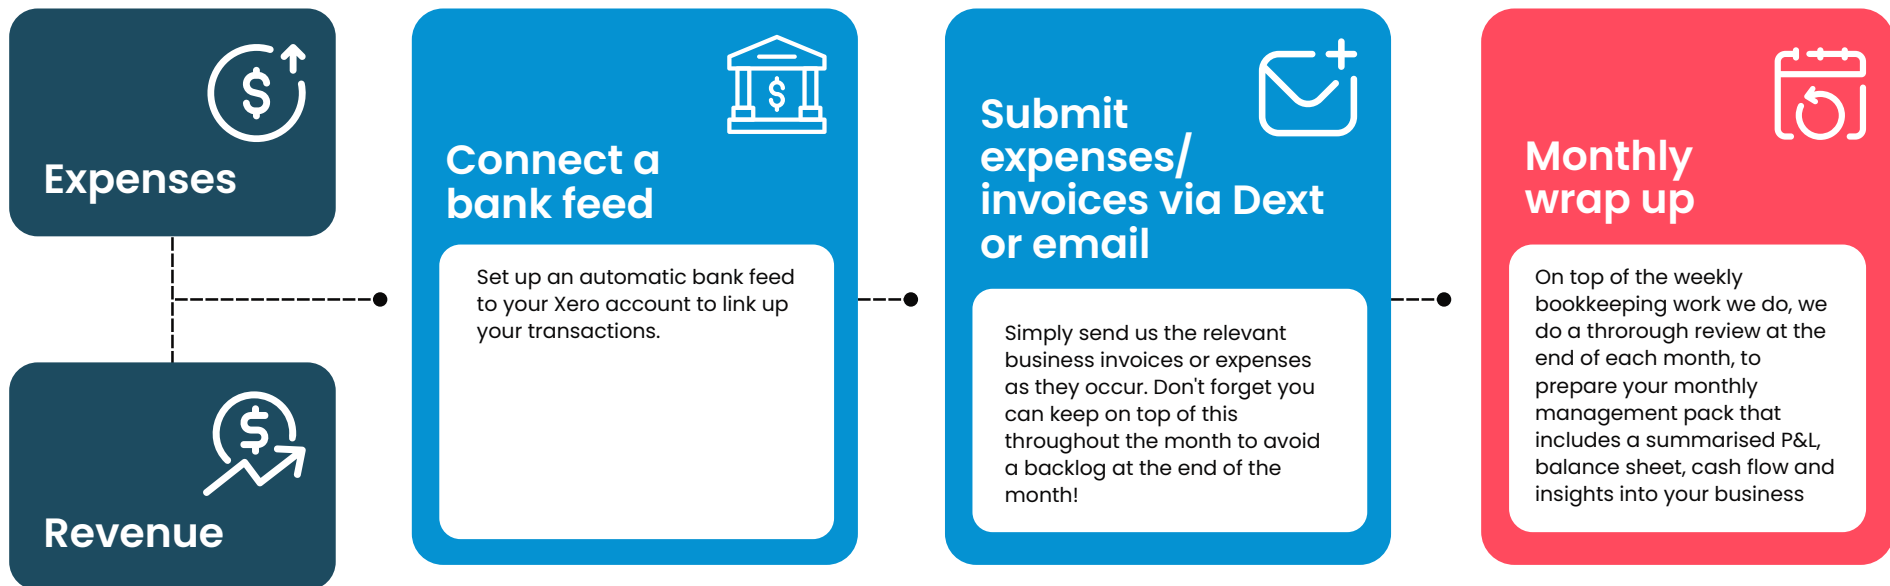 Expenses
Revenue
Connect a
bank feed
Set up an automatic bank feed
to your Xero account to link up
your transactions.
Submit
expenses/
invoices via Dext
or email
Simply send us the relevant
business invoices or expenses
as they occur. Don't forget you
can keep on top of this
throughout the month to avoid
a backlog at the end of the
month!
Monthly
wrap up
On top of the weekly
bookkeeping work we do, we
do a throrough review at the
end of each month, to
prepare your monthly
management pack that
includes a summarised P&L,
balance sheet, cash flow and
insights into your business